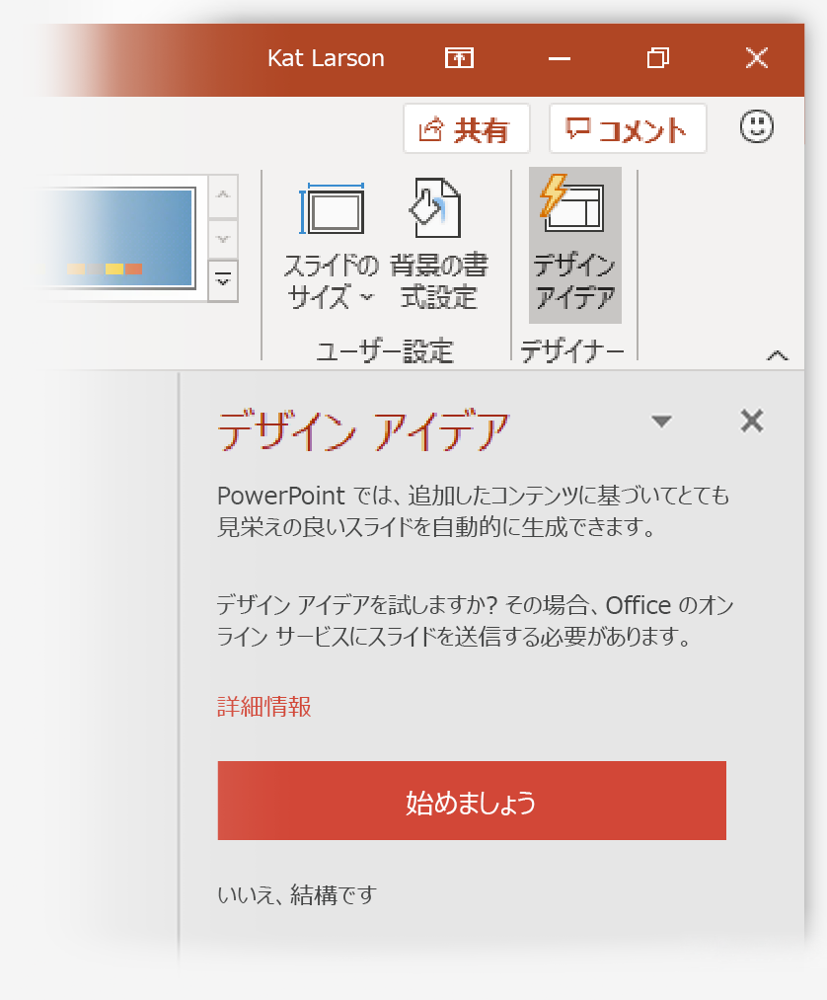 Kat Larson
共有 コメント
スライドの 背景の書 デザイン
サイズ 式設定 アイデア
ユーザー設定 デザイナー
デザイン アイデア
PowerPoint では、追加したコンテンツに基づいてとても
見栄えの良いスライドを自動的に生成できます。
デザイン アイデアを試しますか? その場合、Office のオン
ライン サービスにスライドを送信する必要があります。
詳細情報
始めましょう
いいえ、結構です